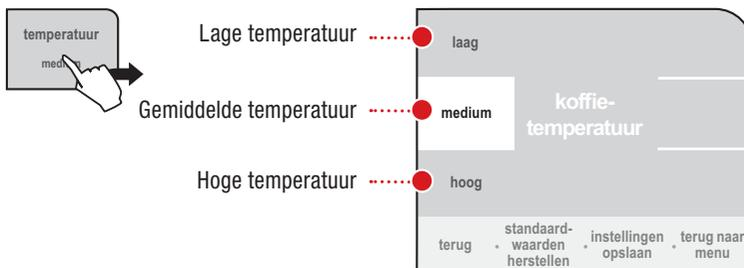 temperatuur
medium
Lage temperatuur
Gemiddelde temperatuur
Hoge temperatuur
laag
medium
hoog
koffie-
temperatuur
terug
standaard-
waarden
herstellen
instellingen
opslaan
terug naar
menu